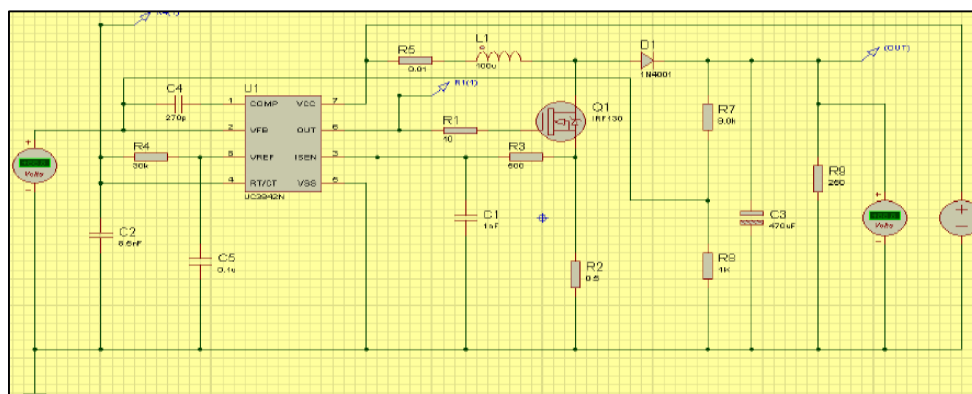 R4(1)
L1
R5
100u
0.01
D1
1N4001
(OUT)
C4
270p
U1
R1(1)
1 COMP VCC 7
2 VFB OUT 6
8 VREF ISEN 3
4 RT/CT VSS 5
UC3842N
R1
10
Q1
IRF130
R7
9.0k
+
Volts
-
R4
30k
R3
500
R9
250
C1
1nF
C3
470uF
+
Volts
-
+
-
C2
C5
0.1u
R2
0.5
R8
1K